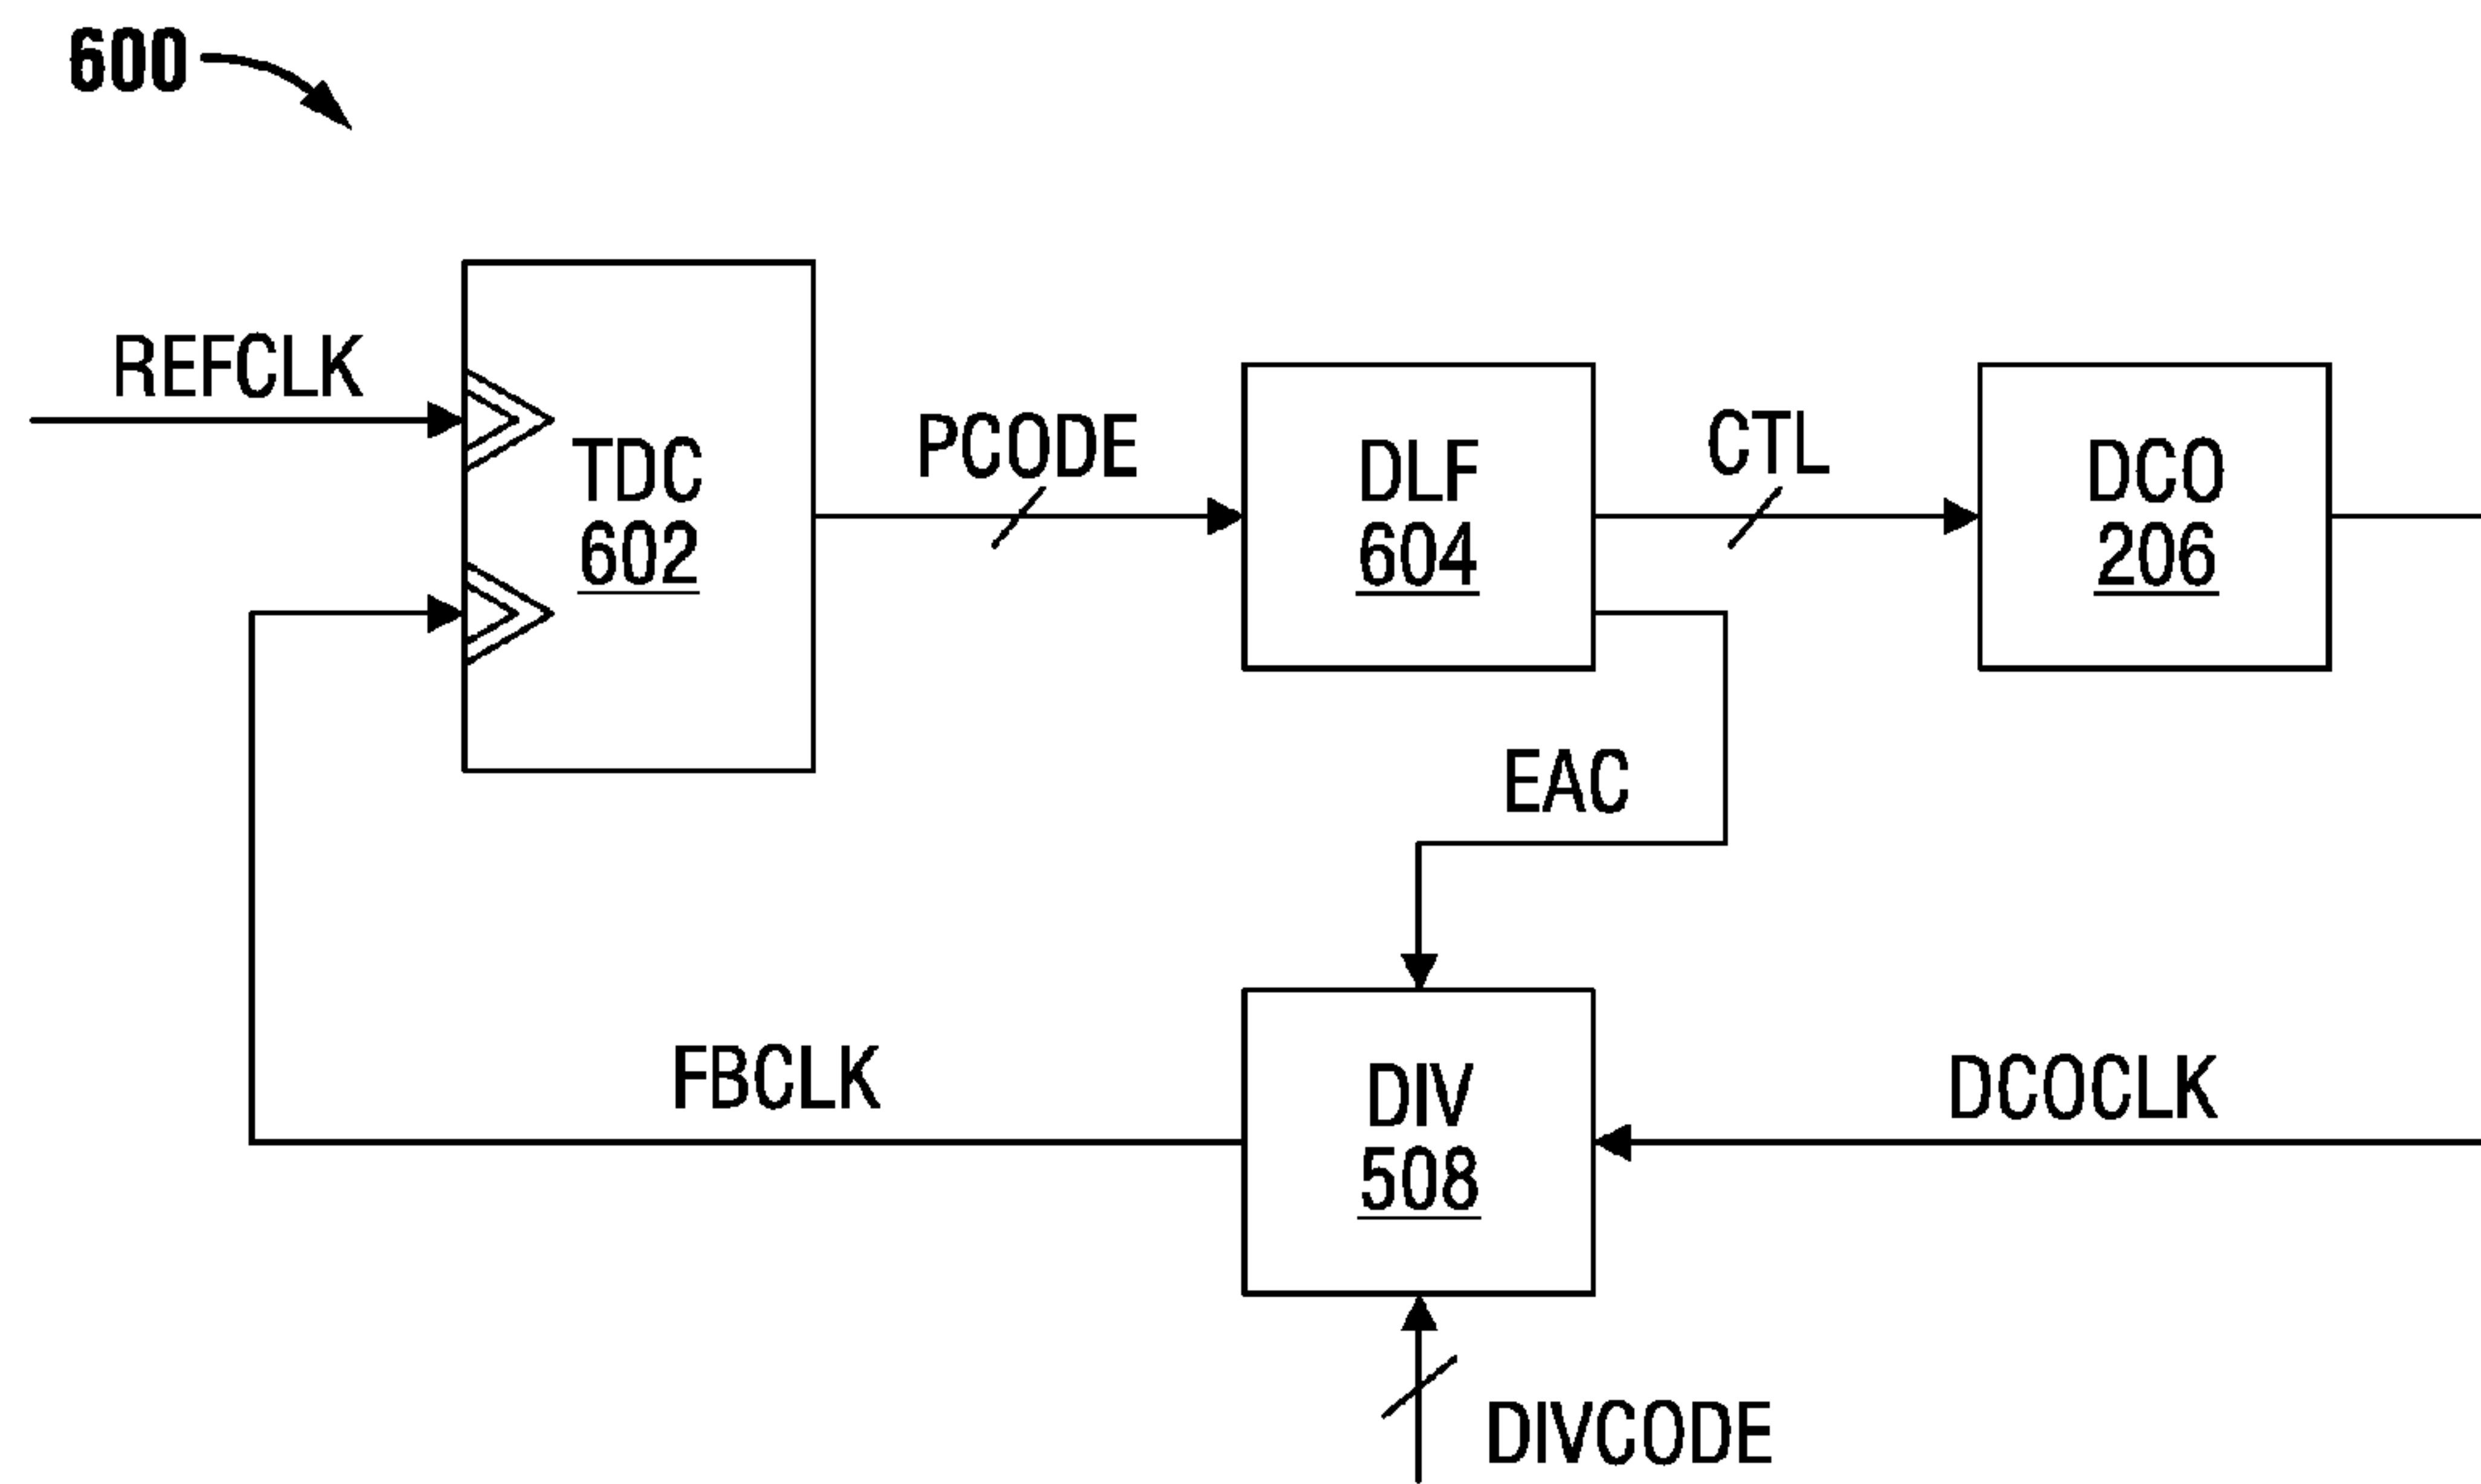 600
REFCLK
TDC
602
PCODE
DLF
604
CTL
DCO
206
EAC
FBCLK
DIV
508
DCOCLK
DIVCODE